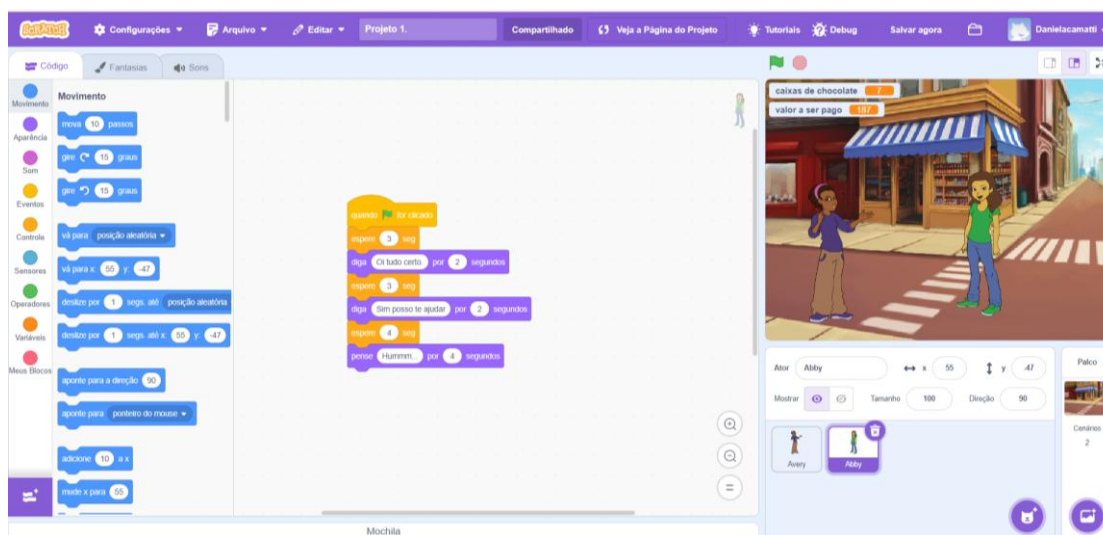 SCRATCH Configurações Arquivo Editar Projeto 1. Compartilhado Veja a Página do Projeto Tutoriais Debug Salvar agora Danielacamatti
Código Fantasias Sons
Movimento
Aparência
Som
Eventos
Controle
Sensores
Operadores
Variáveis
Meus Blocos
Movimento
mova 10 passos
gire 15 graus
gire 15 graus
vá para posição aleatória
vá para x: 55 y: -47
deslize por 1 segs. até posição aleatória
deslize por 1 segs. até x: 55 y: -47
aponte para a direção 90
aponte para ponteiro do mouse
adicione 10 a x
mude x para 55
quando for clicado
espere 3 seg
diga Oi tudo certo por 2 segundos
espere 3 seg
diga Sim posso te ajudar por 2 segundos
espere 4 seg
pense Hummm... por 4 segundos
Mochila
caixas de chocolate 7
valor a ser pago 187
Ator Abby x 55 y -47
Mostrar Tamanho 100 Direção 90
Avery
Abby
Palco
Cenários
2